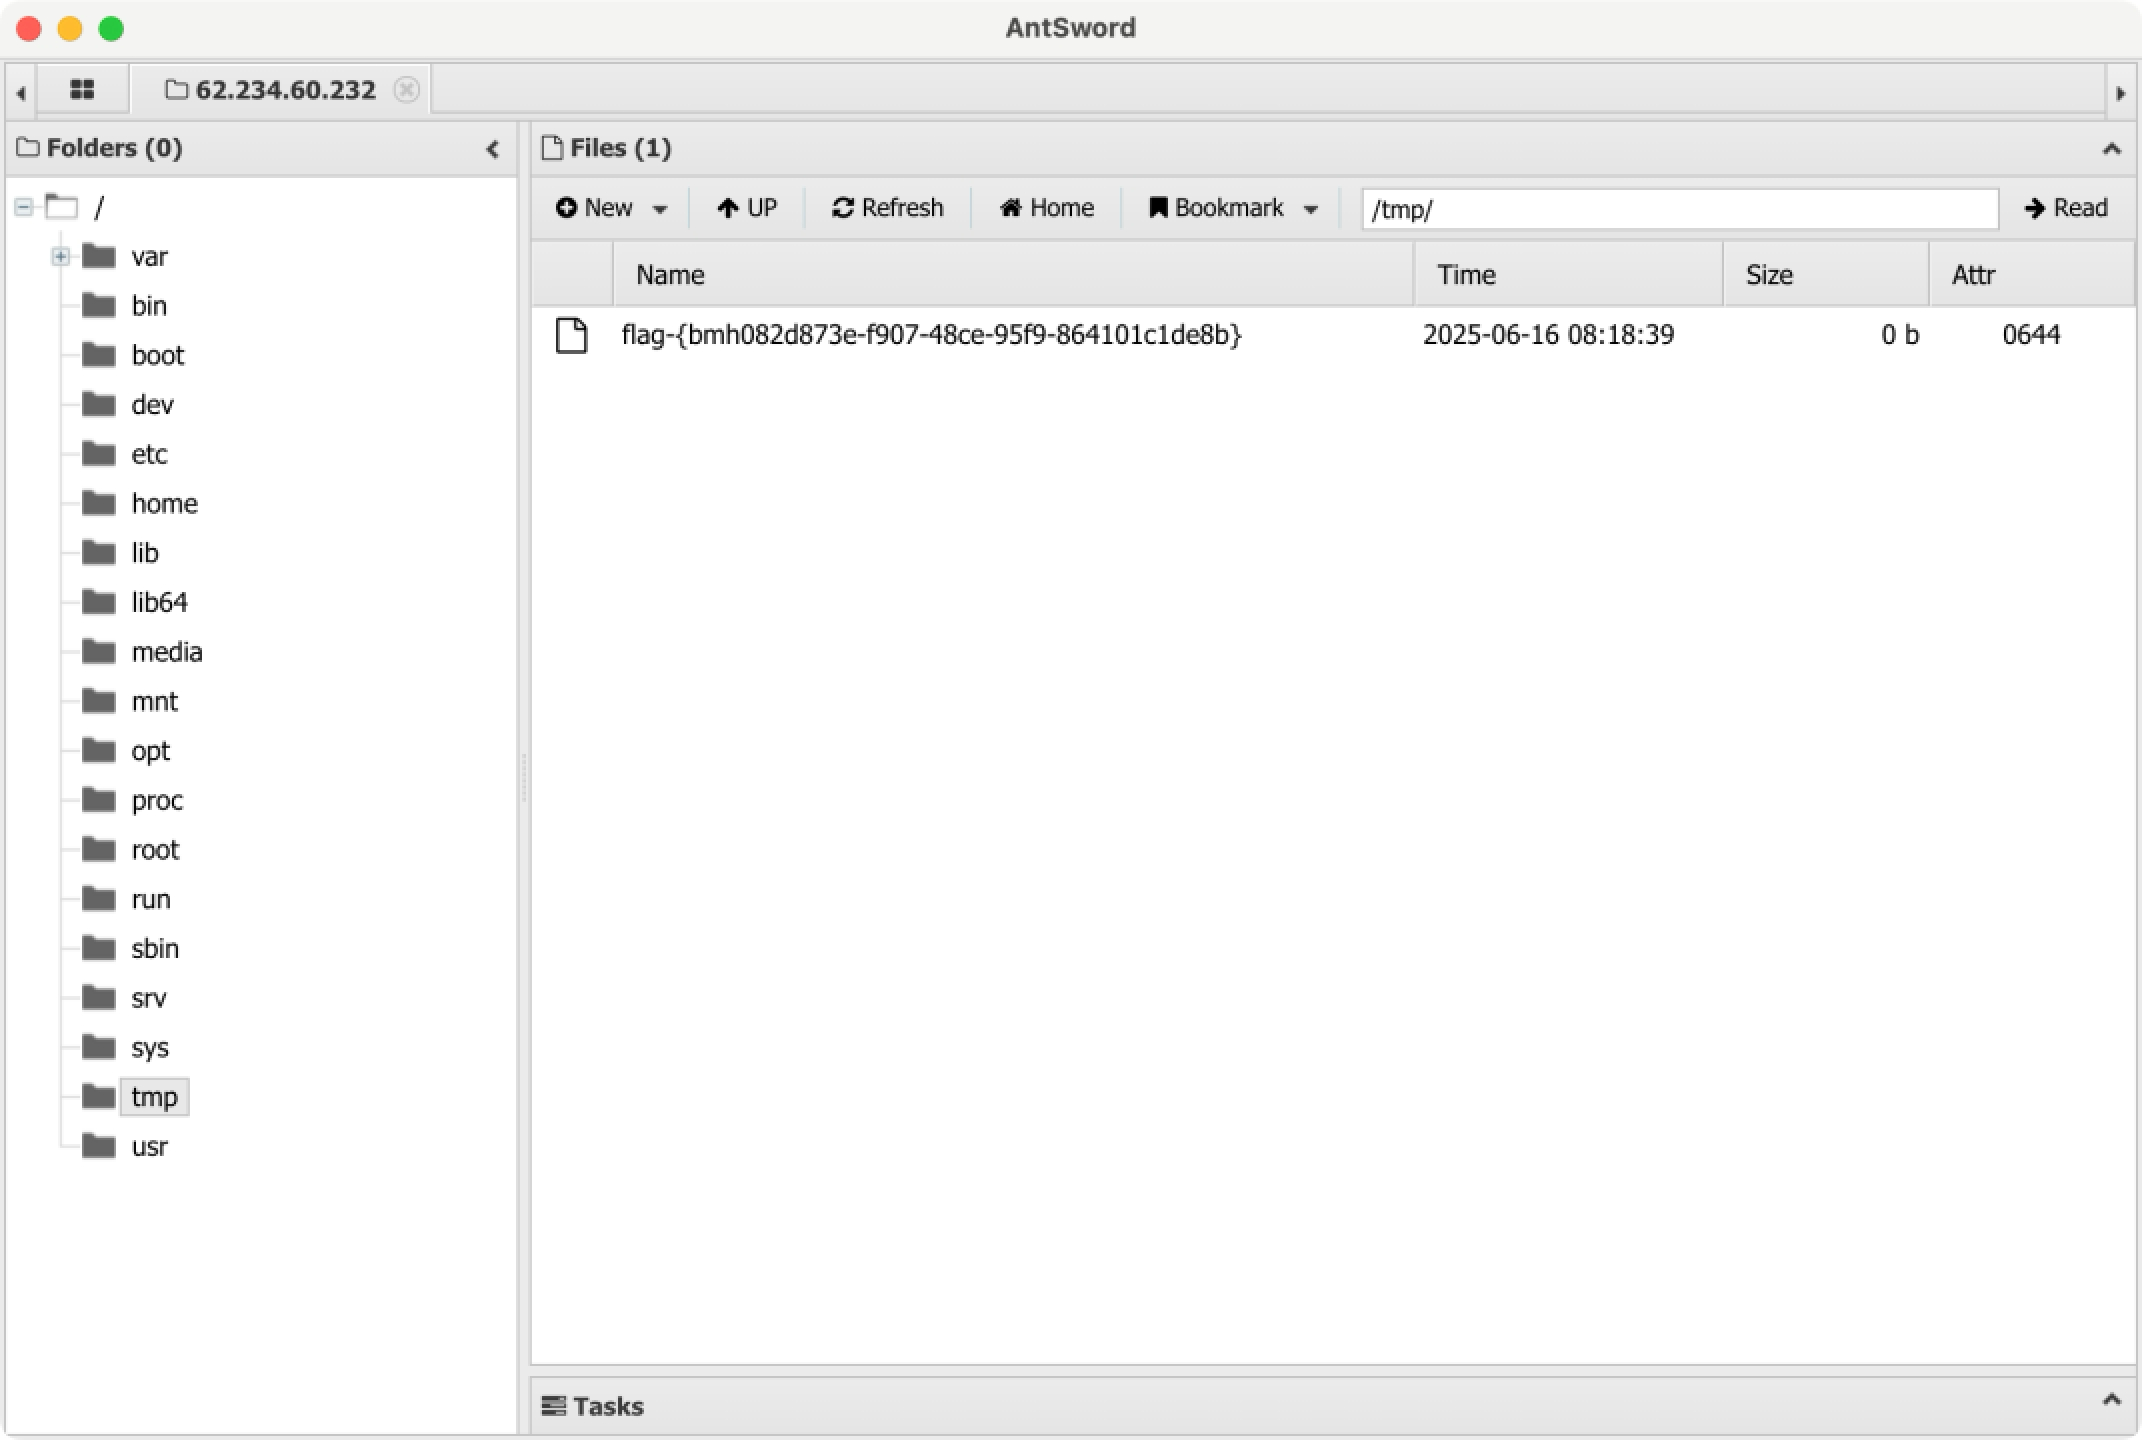 AntSword
62.234.60.232
Folders (0)
/
var
bin
boot
dev
etc
home
lib
lib64
media
mnt
opt
proc
root
run
sbin
srv
sys
tmp
usr
Files (1)
New UP Refresh Home Bookmark /tmp/ Read
Name Time Size Attr
flag-{bmh082d873e-f907-48ce-95f9-864101c1de8b} 2025-06-16 08:18:39 0 b 0644
Tasks